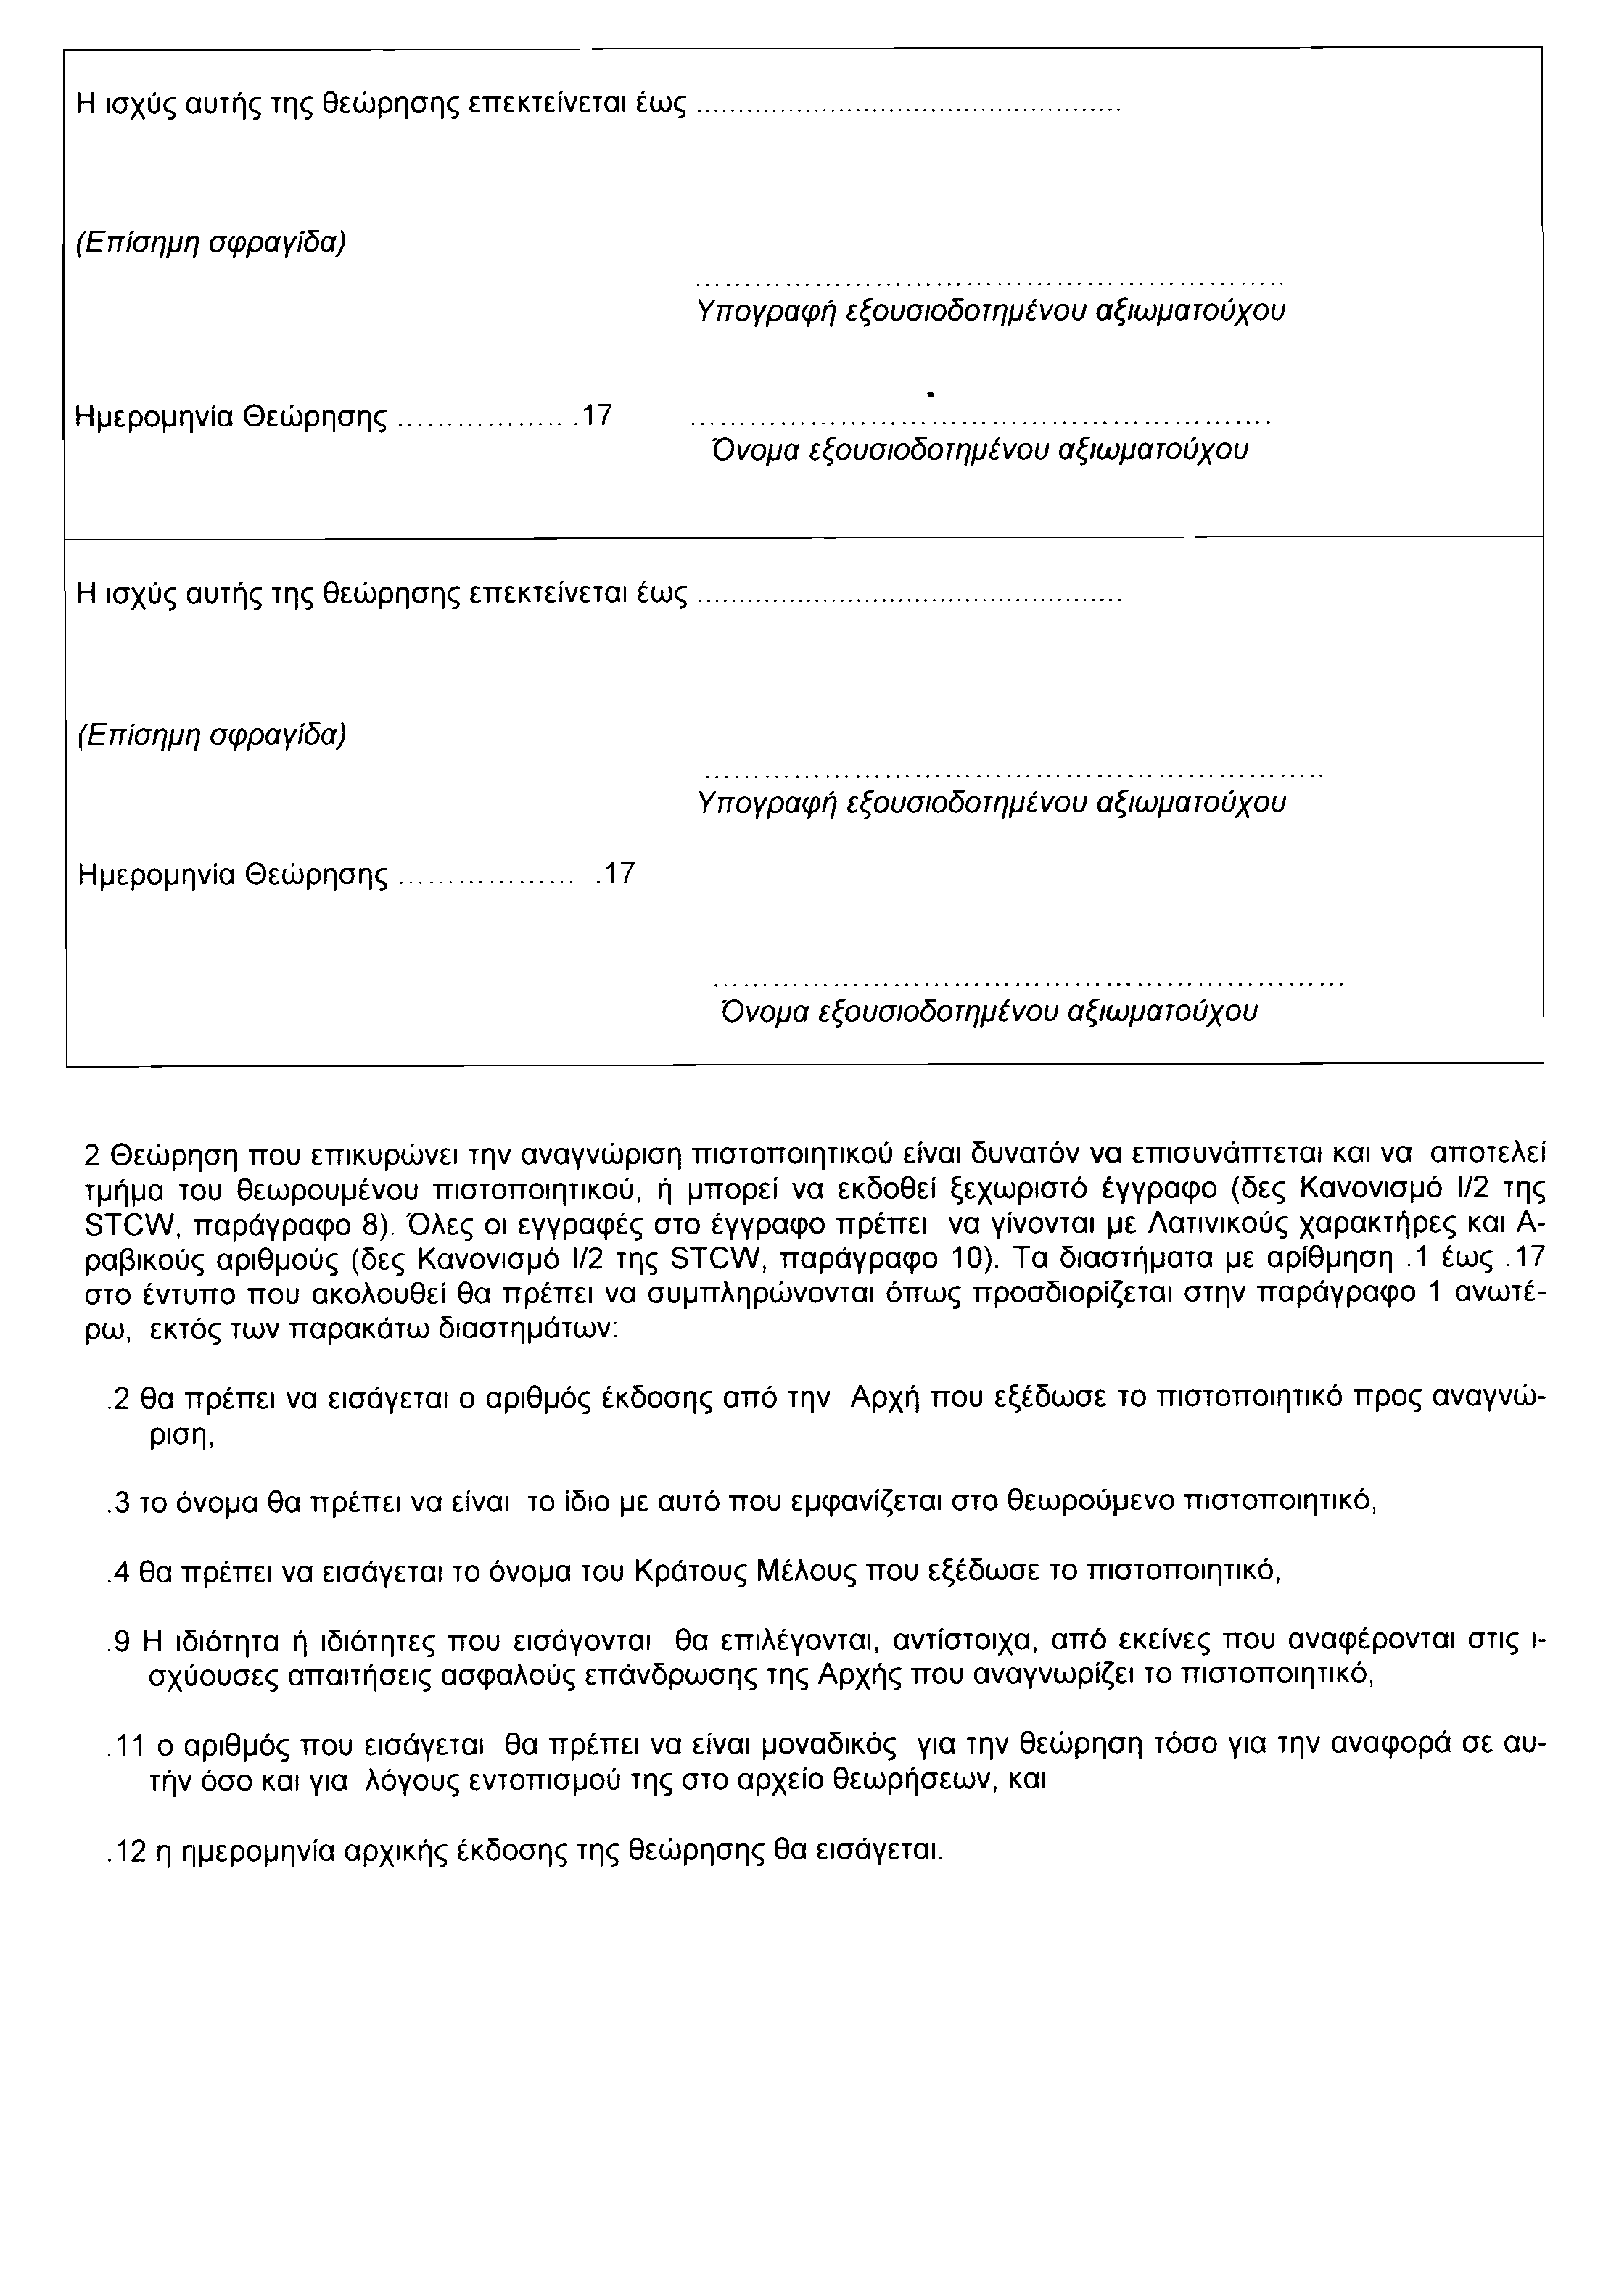 Η ισχύς αυτής της θεώρησης επεκτείνεται έως ..........................................................
(Επίσημη σφραγίδα)
............................................................
Υπογραφή εξουσιοδοτημένου αξιωματούχου
Ημερομηνία Θεώρησης ................. .17 ............................................................
Όνομα εξουσιοδοτημένου αξιωματούχου
Η ισχύς αυτής της θεώρησης επεκτείνεται έως ..........................................................
(Επίσημη σφραγίδα)
...............................................................
Υπογραφή εξουσιοδοτημένου αξιωματούχου
Ημερομηνία Θεώρησης .................. .17
................................................................
Όνομα εξουσιοδοτημένου αξιωματούχου
2 Θεώρηση που επικυρώνει την αναγνώριση πιστοποιητικού είναι δυνατόν να επισυνάπτεται και να αποτελεί
τμήμα του θεωρουμένου πιστοποιητικού, ή μπορεί να εκδοθεί ξεχωριστό έγγραφο (δες Κανονισμό Ι/2 της
STCW, παράγραφο 8). Όλες οι εγγραφές στο έγγραφο πρέπει να γίνονται με Λατινικούς χαρακτήρες και Α-
ραβικούς αριθμούς (δες Κανονισμό Ι/2 της STCW, παράγραφο 10). Τα διαστήματα με αρίθμηση .1 έως .17
στο έντυπο που ακολουθεί θα πρέπει να συμπληρώνονται όπως προσδιορίζεται στην παράγραφο 1 ανωτέ-
ρω, εκτός των παρακάτω διαστημάτων:
.2 θα πρέπει να εισάγεται ο αριθμός έκδοσης από την Αρχή που εξέδωσε το πιστοποιητικό προς αναγνώ-
ριση,
.3 το όνομα θα πρέπει να είναι το ίδιο με αυτό που εμφανίζεται στο θεωρούμενο πιστοποιητικό,
.4 θα πρέπει να εισάγεται το όνομα του Κράτους Μέλους που εξέδωσε το πιστοποιητικό,
.9 Η ιδιότητα ή ιδιότητες που εισάγονται θα επιλέγονται, αντίστοιχα, από εκείνες που αναφέρονται στις ι-
σχύουσες απαιτήσεις ασφαλούς επάνδρωσης της Αρχής που αναγνωρίζει το πιστοποιητικό,
.11 ο αριθμός που εισάγεται θα πρέπει να είναι μοναδικός για την θεώρηση τόσο για την αναφορά σε αυ-
τήν όσο και για λόγους εντοπισμού της στο αρχείο θεωρήσεων, και
.12 η ημερομηνία αρχικής έκδοσης της θεώρησης θα εισάγεται.